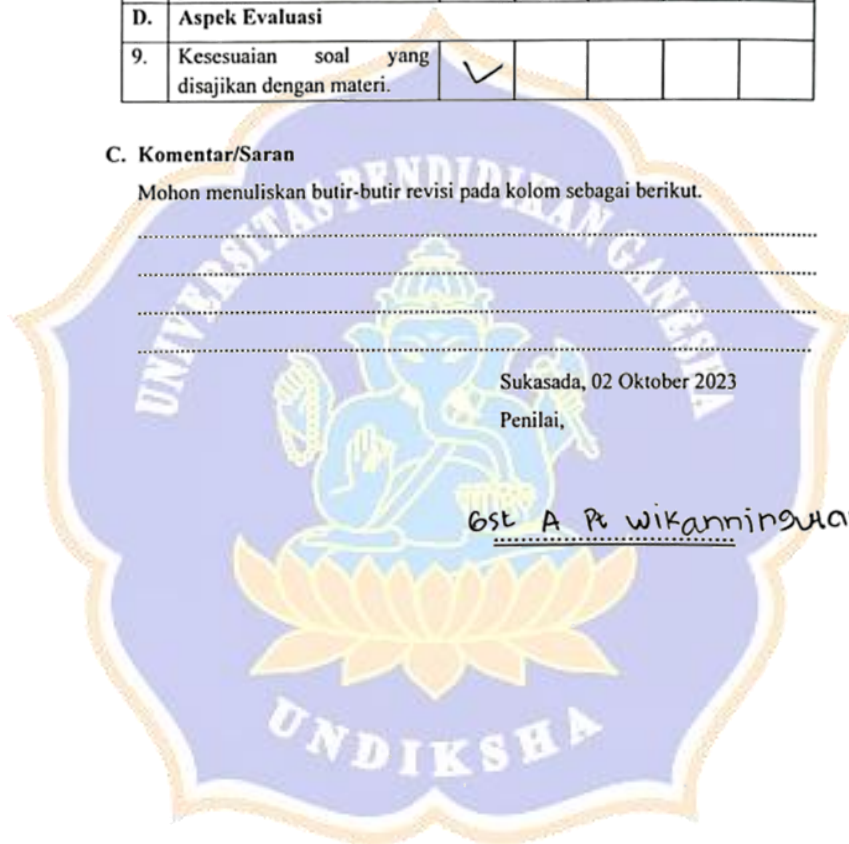 D. Aspek Evaluasi
9. Kesesuaian soal yang
disajikan dengan materi.
C. Komentar/Saran
Mohon menuliskan butir-butir revisi pada kolom sebagai berikut.
UNIVERSITAS PENDIDIKAN GANESHA
Sukasada, 02 Oktober 2023
Penilai,
Gst A Pt
UNDIKSHA